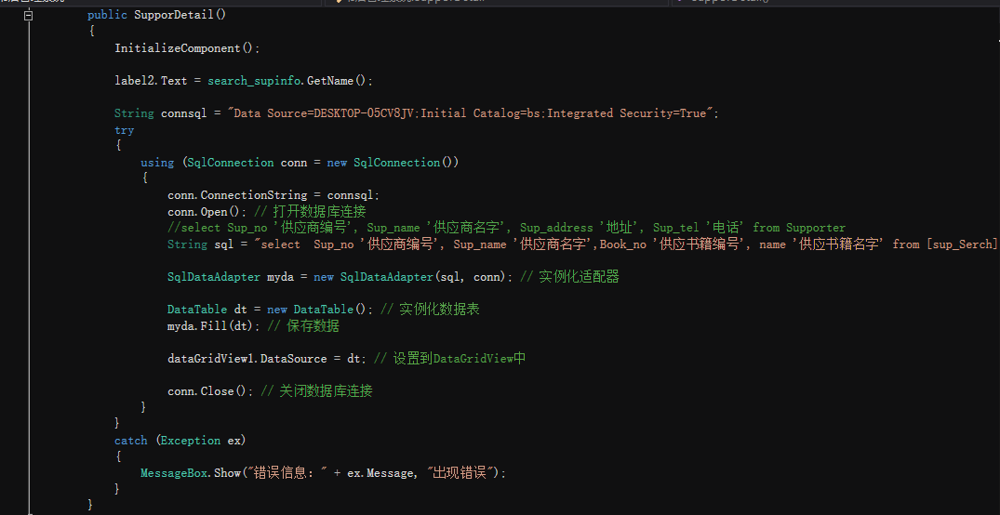 public SupporDetail()
{
InitializeComponent();
label2.Text = search_supinfo.GetName();
String connsql = "Data Source=DESKTOP-05CV8JV;Initial Catalog=bs;Integrated Security=True";
try
{
using (SqlConnection conn = new SqlConnection())
{
conn.ConnectionString = connsql;
conn.Open(); // 打开数据库连接
//select Sup_no '供应商编号', Sup_name '供应商名字', Sup_address '地址', Sup_tel '电话' from Supporter
String sql = "select  Sup_no '供应商编号', Sup_name '供应商名字',Book_no '供应书籍编号', name '供应书籍名字' from [sup_Serch]
SqlDataAdapter myda = new SqlDataAdapter(sql, conn); // 实例化适配器
DataTable dt = new DataTable(); // 实例化数据表
myda.Fill(dt); // 保存数据
dataGridView1.DataSource = dt; // 设置到DataGridView中
conn.Close(); // 关闭数据库连接
}
}
catch (Exception ex)
{
MessageBox.Show("错误信息：" + ex.Message, "出现错误");
}
}